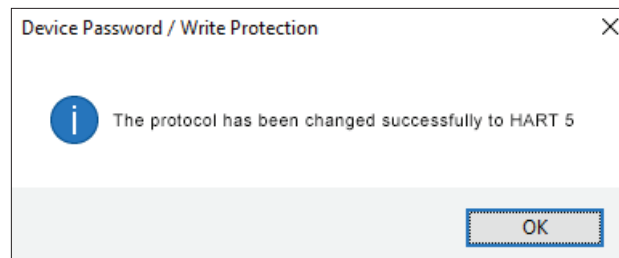 Device Password / Write Protection
The protocol has been changed successfully to HART 5
OK